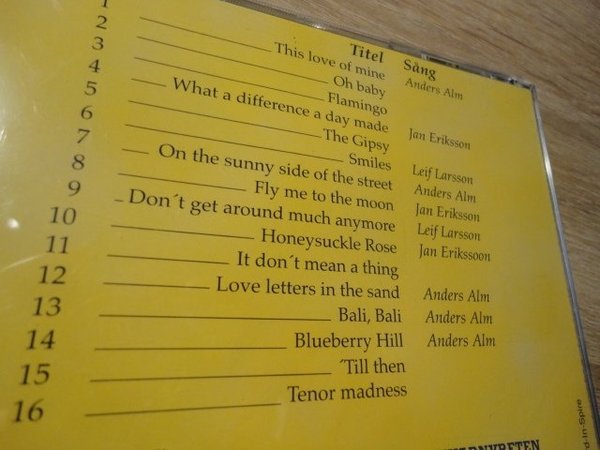 Titel Sång
1 This love of mine Anders Alm
2 Oh baby
3 Flamingo
4 What a difference a day made Jan Eriksson
5 The Gipsy
6 Smiles Leif Larsson
7 On the sunny side of the street Anders Alm
8 Fly me to the moon Jan Eriksson
9 Don´t get around much anymore Leif Larsson
10 Honeysuckle Rose Jan Erikssoon
11 It don´t mean a thing
12 Love letters in the sand Anders Alm
13 Bali, Bali Anders Alm
14 Blueberry Hill Anders Alm
15 ´Till then
16 Tenor madness